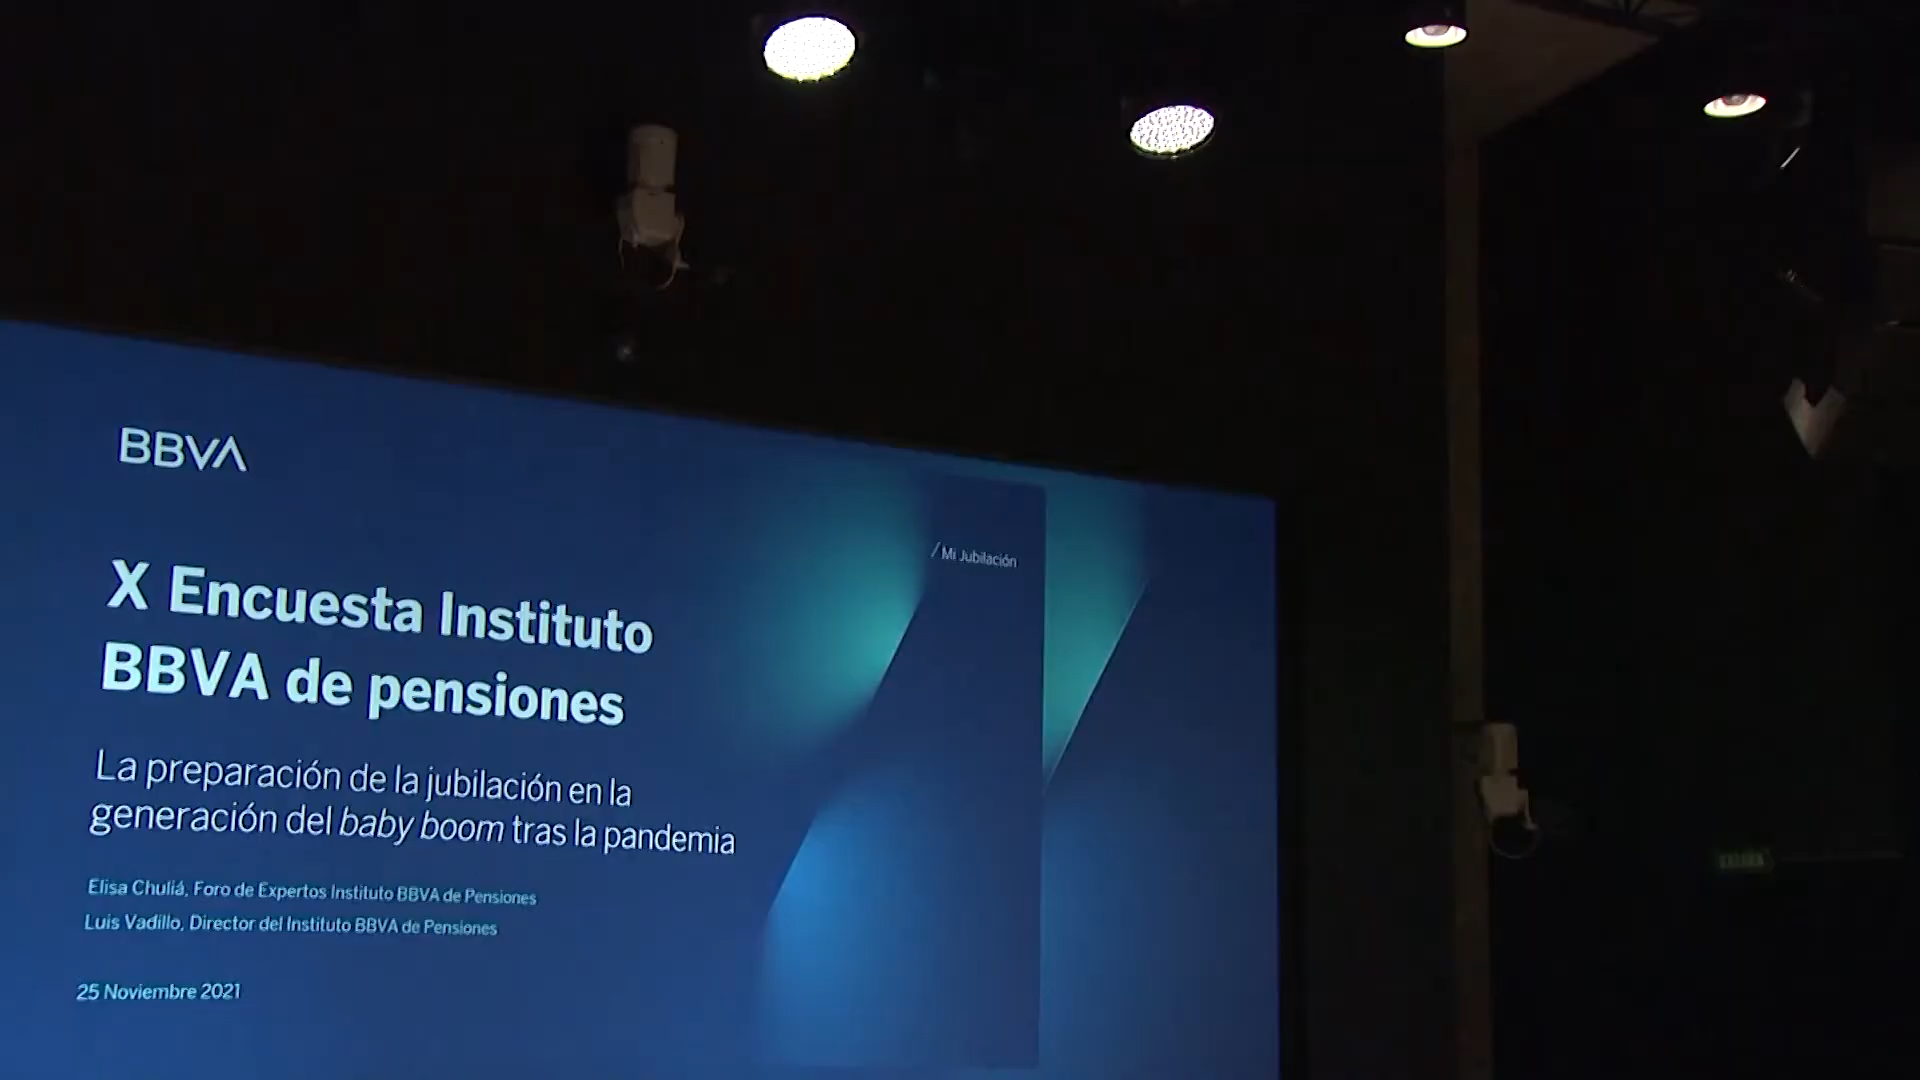 BBVA
/ Mi Jubilación
X Encuesta Instituto
BBVA de pensiones
La preparación de la jubilación en la
generación del baby boom tras la pandemia
Elisa Chuliá, Foro de Expertos Instituto BBVA de Pensiones
Luis Vadillo, Director del Instituto BBVA de Pensiones
25 Noviembre 2021